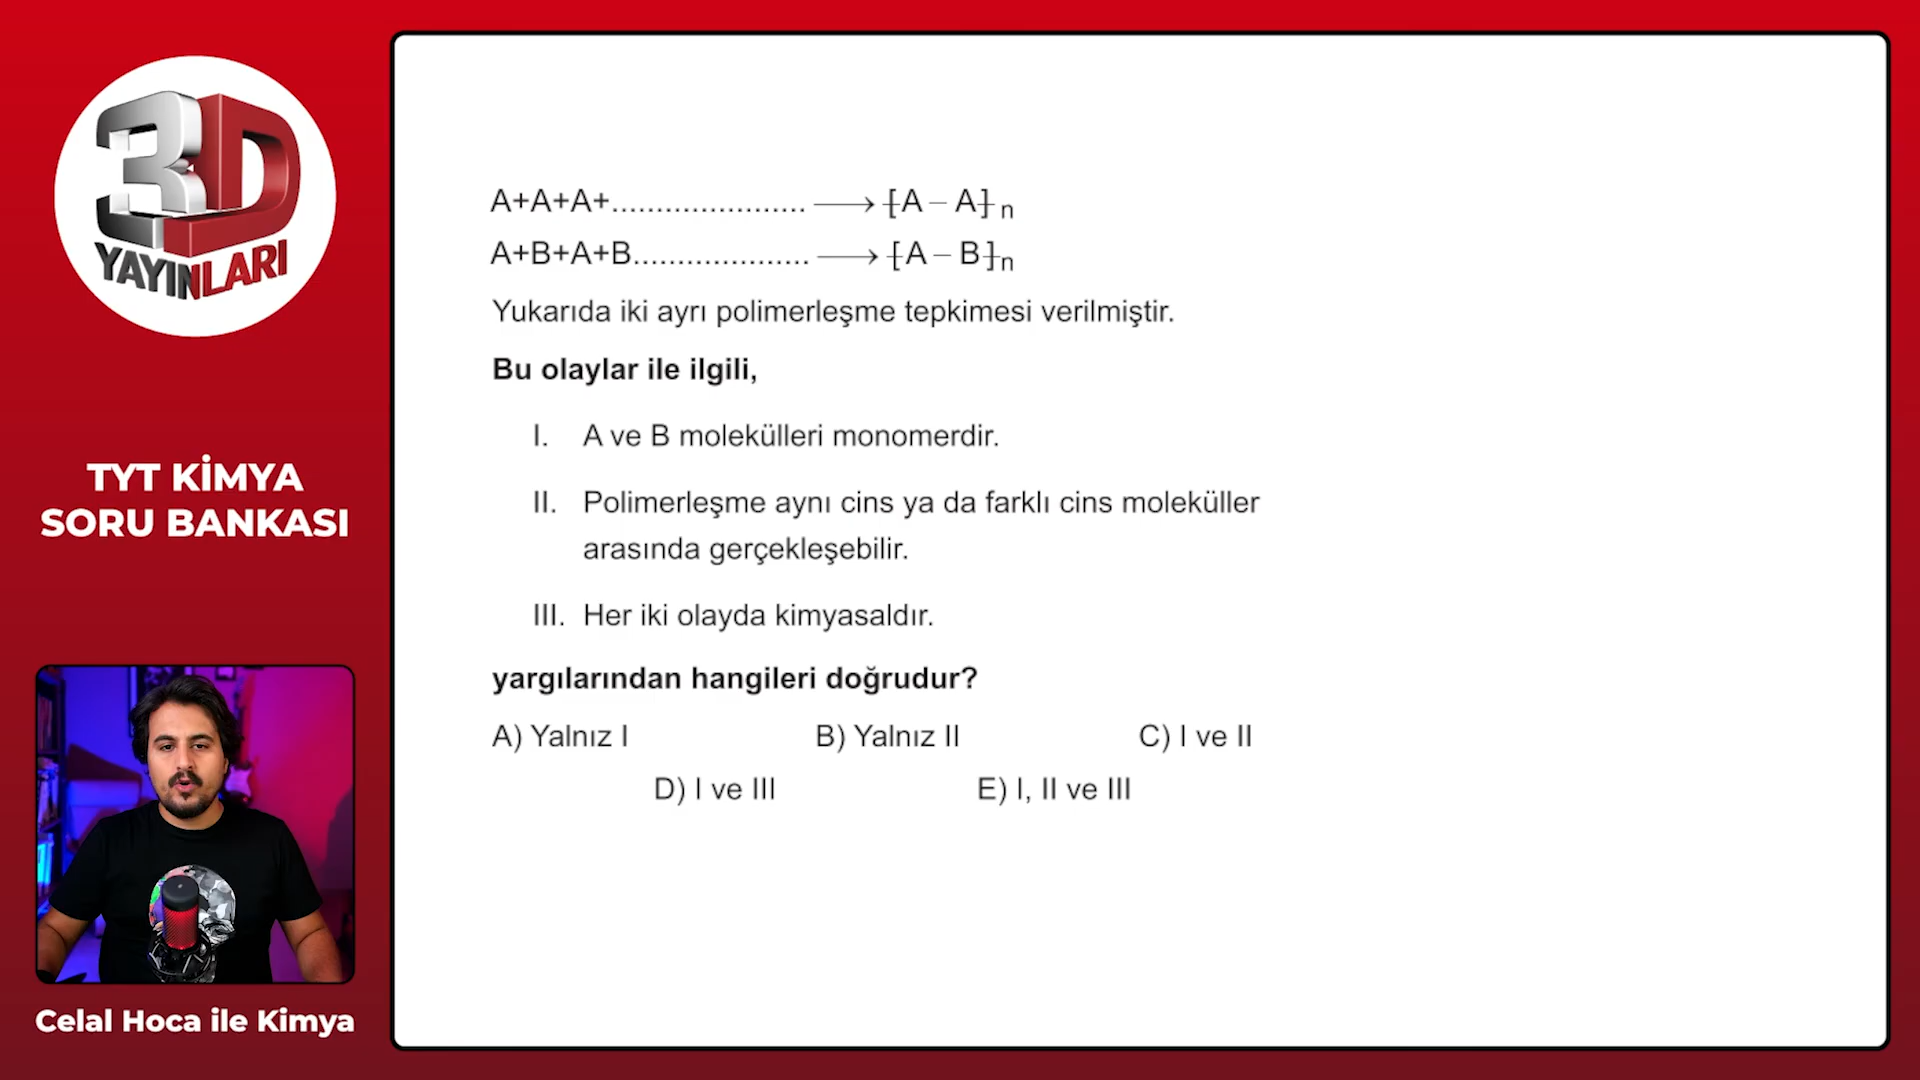 3D
YAYINLARI
TYT KİMYA
SORU BANKASI
Celal Hoca ile Kimya
A+A+A+...................... ⟶ [A – A]n
A+B+A+B.................... ⟶ [A – B]n
Yukarıda iki ayrı polimerleşme tepkimesi verilmiştir.
Bu olaylar ile ilgili,
I. A ve B molekülleri monomerdir.
II. Polimerleşme aynı cins ya da farklı cins moleküller
arasında gerçekleşebilir.
III. Her iki olayda kimyasaldır.
yargılarından hangileri doğrudur?
A) Yalnız I B) Yalnız II C) I ve II
D) I ve III E) I, II ve III